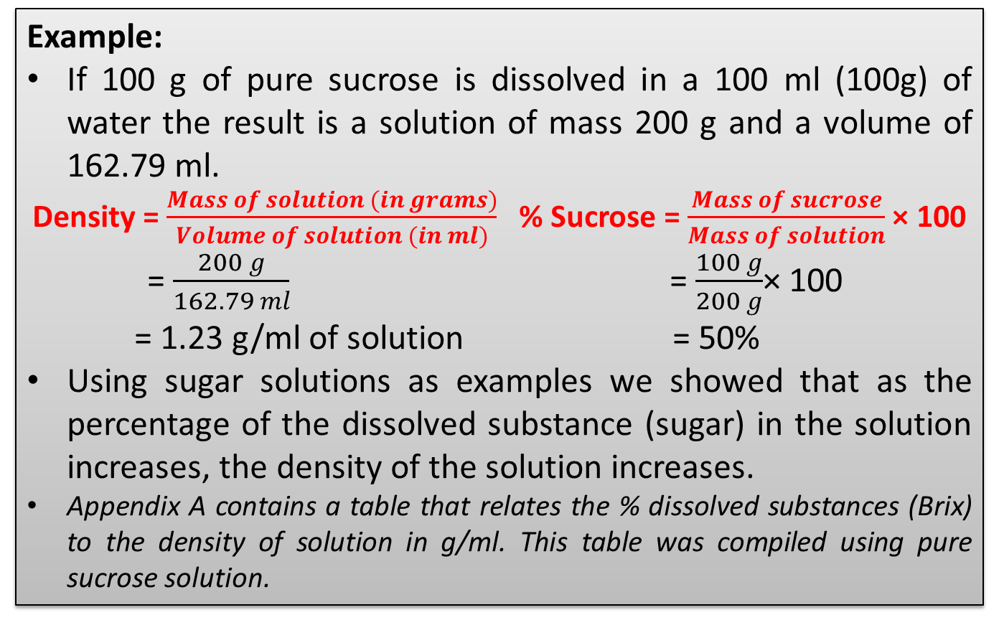 Example:
• If 100 g of pure sucrose is dissolved in a 100 ml (100g) of
water the result is a solution of mass 200 g and a volume of
162.79 ml.
Density = Mass of solution (in grams) / Volume of solution (in ml)
% Sucrose = Mass of sucrose / Mass of solution × 100
= 200 g / 162.79 ml
= 100 g / 200 g × 100
= 1.23 g/ml of solution
= 50%
• Using sugar solutions as examples we showed that as the
percentage of the dissolved substance (sugar) in the solution
increases, the density of the solution increases.
• Appendix A contains a table that relates the % dissolved substances (Brix)
to the density of solution in g/ml. This table was compiled using pure
sucrose solution.